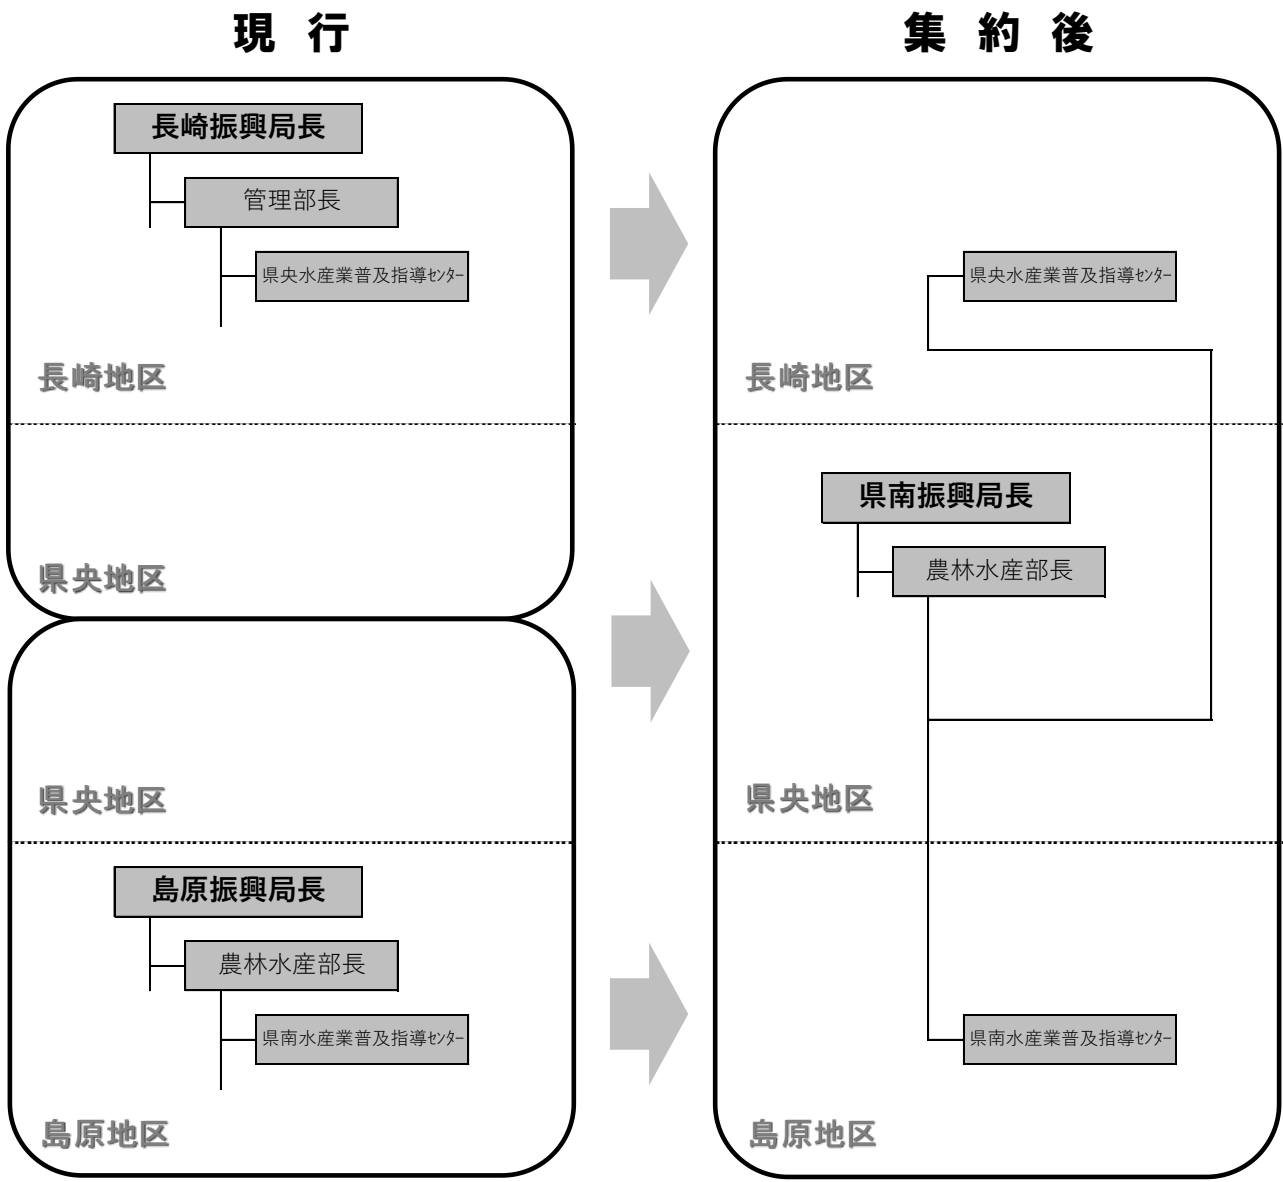 現行
長崎振興局長
管理部長
県央水産業普及指導ｾﾝﾀｰ
長崎地区
県央地区
県央地区
島原振興局長
農林水産部長
県南水産業普及指導ｾﾝﾀｰ
島原地区
集約後
県央水産業普及指導ｾﾝﾀｰ
長崎地区
県南振興局長
農林水産部長
県央地区
県南水産業普及指導ｾﾝﾀｰ
島原地区